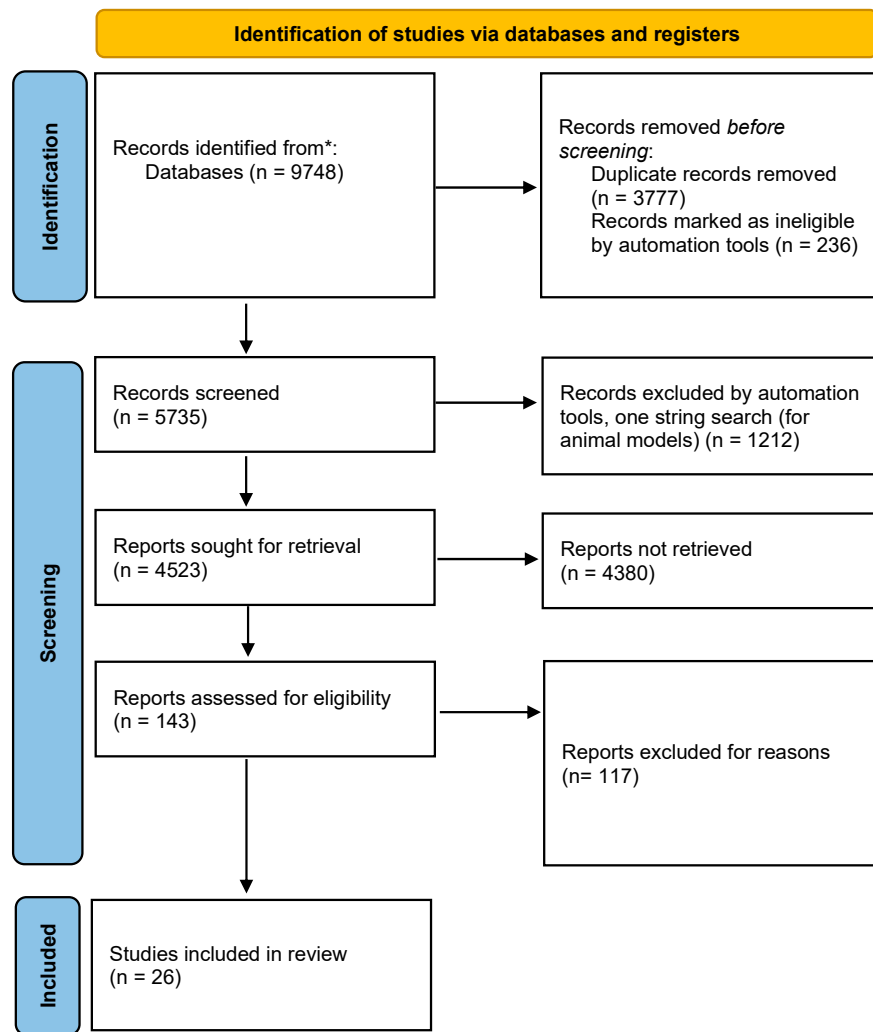 Identification of studies via databases and registers
Identification
Records identified from*:
Databases (n = 9748)
Records removed before
screening:
Duplicate records removed
(n = 3777)
Records marked as ineligible
by automation tools (n = 236)
Screening
Records screened
(n = 5735)
Records excluded by automation
tools, one string search (for
animal models) (n = 1212)
Reports sought for retrieval
(n = 4523)
Reports not retrieved
(n = 4380)
Reports assessed for eligibility
(n = 143)
Reports excluded for reasons
(n= 117)
Included
Studies included in review
(n = 26)